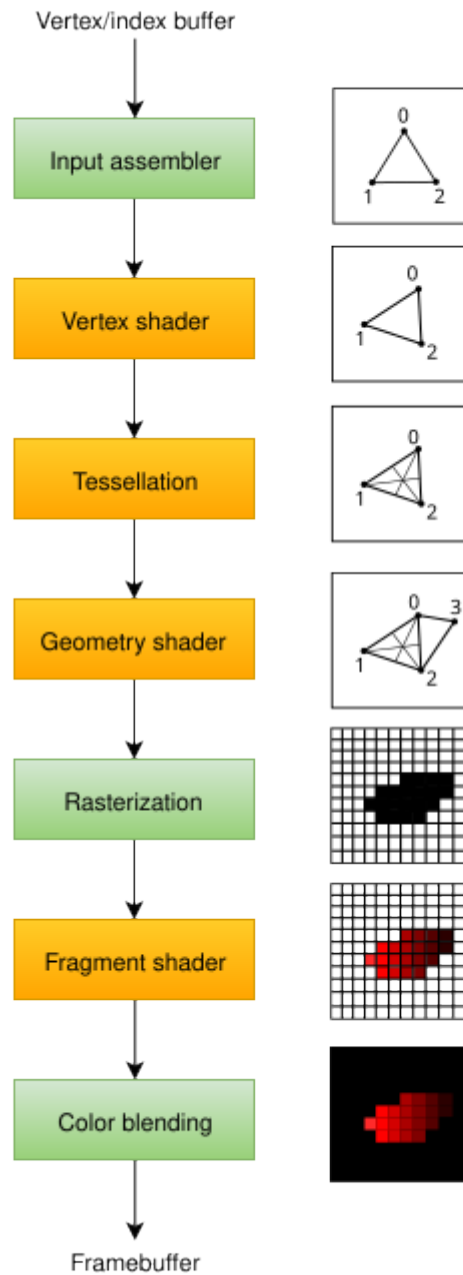 Vertex/index buffer
Input assembler
0
1
2
Vertex shader
0
1
2
Tessellation
0
1
2
Geometry shader
0
3
1
2
Rasterization
Fragment shader
Color blending
Framebuffer